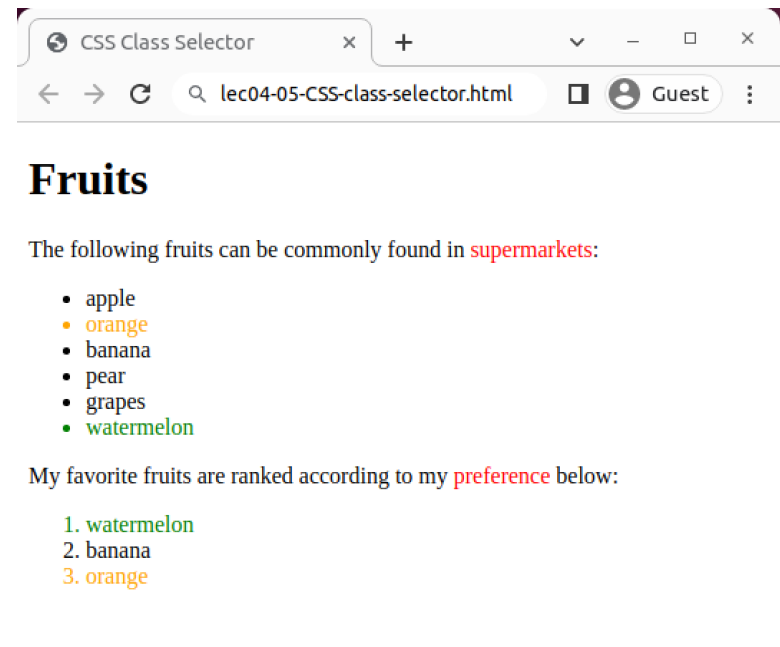 CSS Class Selector
lec04-05-CSS-class-selector.html
Guest
Fruits
The following fruits can be commonly found in supermarkets:
• apple
• orange
• banana
• pear
• grapes
• watermelon
My favorite fruits are ranked according to my preference below:
1. watermelon
2. banana
3. orange